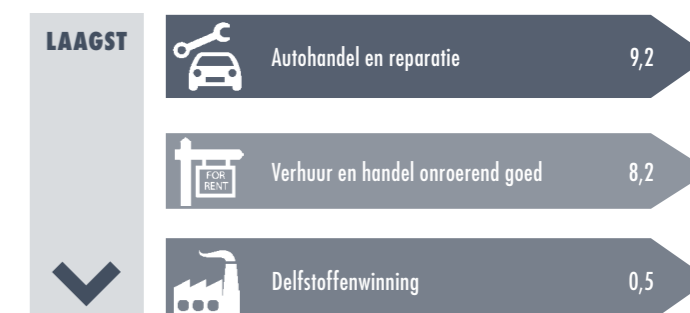 LAAGST
Autohandel en reparatie 9,2
FOR
RENT
Verhuur en handel onroerend goed 8,2
Delfstoffenwinning 0,5